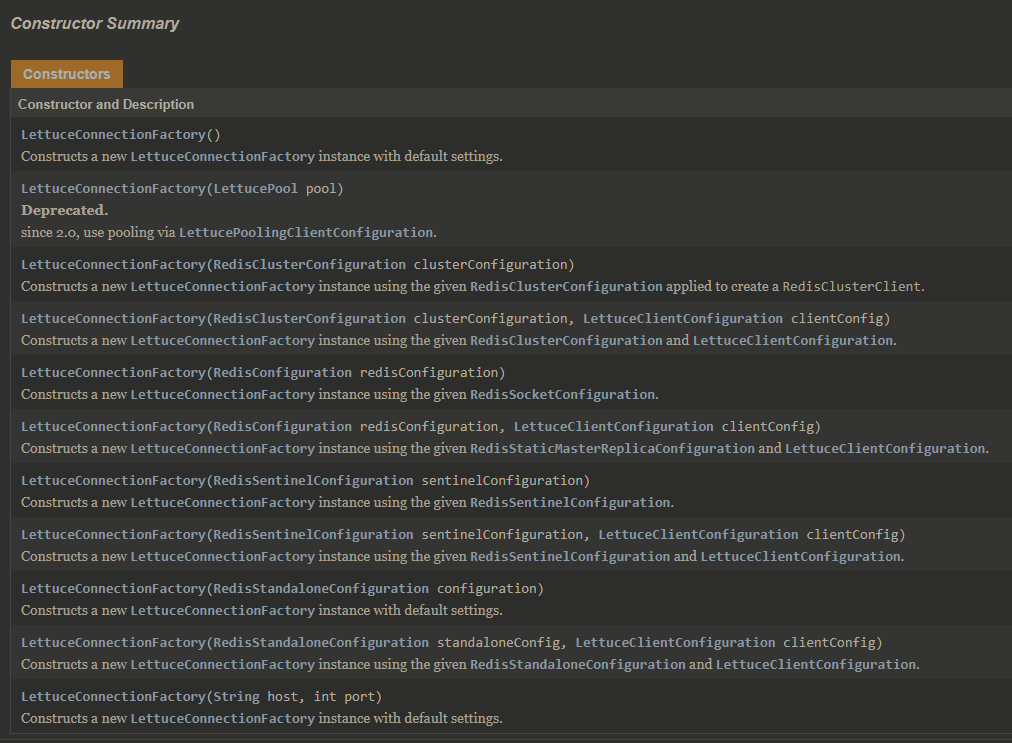 Constructor Summary
Constructors
Constructor and Description
LettuceConnectionFactory()
Constructs a new LettuceConnectionFactory instance with default settings.
LettuceConnectionFactory(LettucePool pool)
Deprecated.
since 2.0, use pooling via LettucePoolingClientConfiguration.
LettuceConnectionFactory(RedisClusterConfiguration clusterConfiguration)
Constructs a new LettuceConnectionFactory instance using the given RedisClusterConfiguration applied to create a RedisClusterClient.
LettuceConnectionFactory(RedisClusterConfiguration clusterConfiguration, LettuceClientConfiguration clientConfig)
Constructs a new LettuceConnectionFactory instance using the given RedisClusterConfiguration and LettuceClientConfiguration.
LettuceConnectionFactory(RedisConfiguration redisConfiguration)
Constructs a new LettuceConnectionFactory instance using the given RedisSocketConfiguration.
LettuceConnectionFactory(RedisConfiguration redisConfiguration, LettuceClientConfiguration clientConfig)
Constructs a new LettuceConnectionFactory instance using the given RedisStaticMasterReplicaConfiguration and LettuceClientConfiguration.
LettuceConnectionFactory(RedisSentinelConfiguration sentinelConfiguration)
Constructs a new LettuceConnectionFactory instance using the given RedisSentinelConfiguration.
LettuceConnectionFactory(RedisSentinelConfiguration sentinelConfiguration, LettuceClientConfiguration clientConfig)
Constructs a new LettuceConnectionFactory instance using the given RedisSentinelConfiguration and LettuceClientConfiguration.
LettuceConnectionFactory(RedisStandaloneConfiguration configuration)
Constructs a new LettuceConnectionFactory instance with default settings.
LettuceConnectionFactory(RedisStandaloneConfiguration standaloneConfig, LettuceClientConfiguration clientConfig)
Constructs a new LettuceConnectionFactory instance using the given RedisStandaloneConfiguration and LettuceClientConfiguration.
LettuceConnectionFactory(String host, int port)
Constructs a new LettuceConnectionFactory instance with default settings.